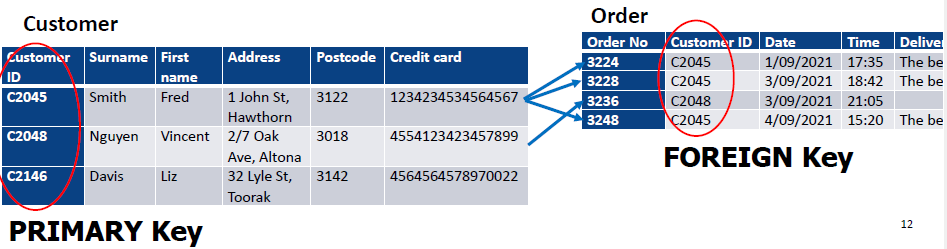 Customer
Customer ID Surname First name Address Postcode Credit card
C2045 Smith Fred 1 John St, Hawthorn 3122 1234234534564567
C2048 Nguyen Vincent 2/7 Oak Ave, Altona 3018 4554123423457899
C2146 Davis Liz 32 Lyle St, Toorak 3142 4564564578970022
PRIMARY Key
Order
Order No Customer ID Date Time Deliver
3224 C2045 1/09/2021 17:35 The be
3228 C2045 3/09/2021 18:42 The be
3236 C2048 3/09/2021 21:05
3248 C2045 4/09/2021 15:20 The be
FOREIGN Key
12